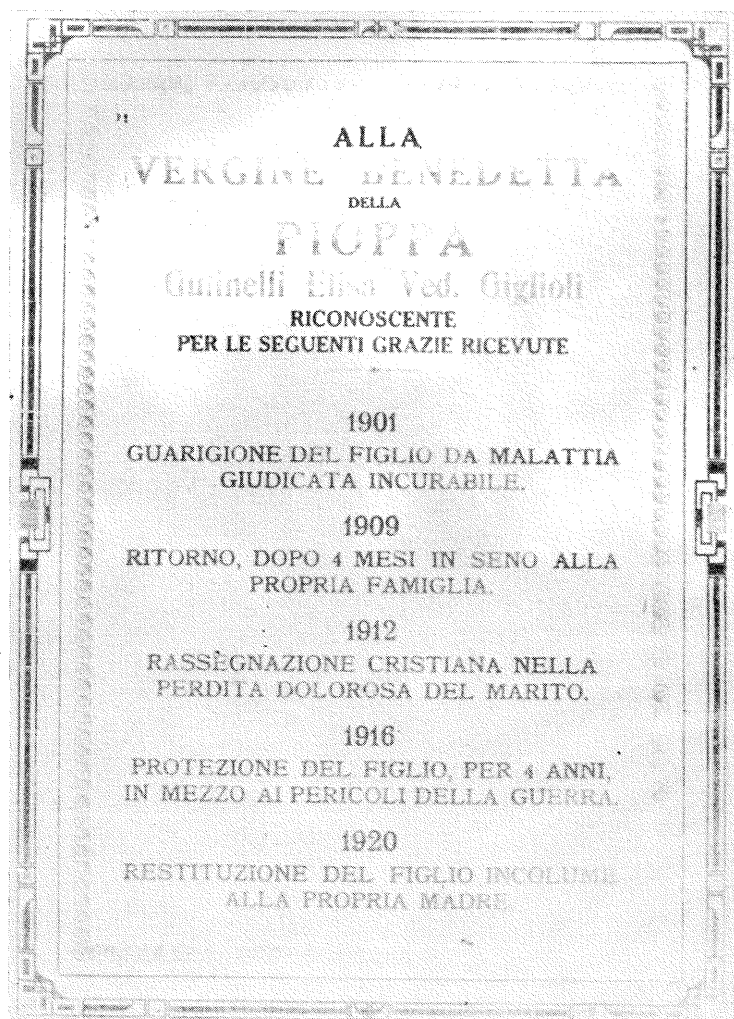 ALLA
VERGINE BENEDETTA
DELLA
PIOPPA
Elisa Ved. Giglioli
RICONOSCENTE
PER LE SEGUENTI GRAZIE RICEVUTE
1901
GUARIGIONE DEL FIGLIO DA MALATTIA
GIUDICATA INCURABILE.
1909
RITORNO, DOPO 4 MESI IN SENO ALLA
PROPRIA FAMIGLIA.
1912
RASSEGNAZIONE CRISTIANA NELLA
PERDITA DOLOROSA DEL MARITO.
1916
PROTEZIONE DEL FIGLIO, PER 4 ANNI,
IN MEZZO AI PERICOLI DELLA GUERRA.
1920
RESTITUZIONE DEL FIGLIO INCOLUME
ALLA PROPRIA MADRE.